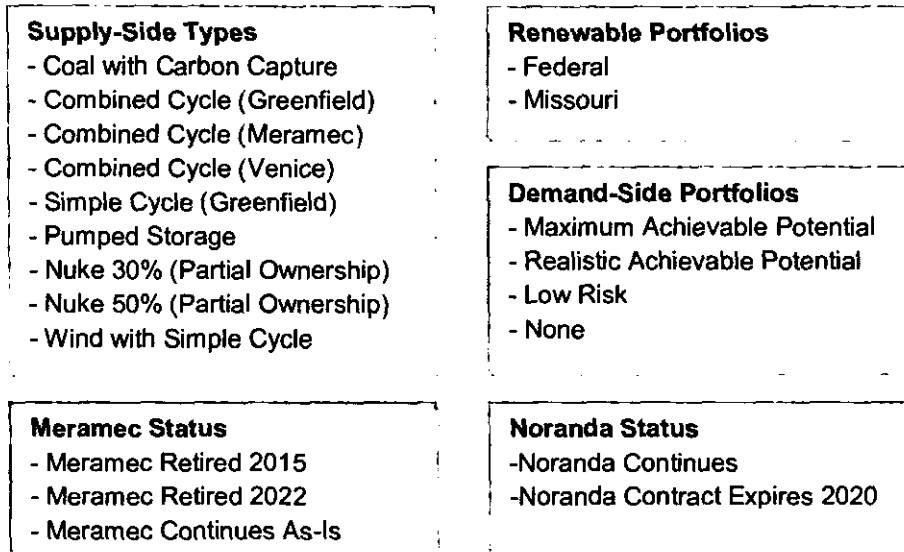 Supply-Side Types
- Coal with Carbon Capture
- Combined Cycle (Greenfield)
- Combined Cycle (Meramec)
- Combined Cycle (Venice)
- Simple Cycle (Greenfield)
- Pumped Storage
- Nuke 30% (Partial Ownership)
- Nuke 50% (Partial Ownership)
- Wind with Simple Cycle
Renewable Portfolios
- Federal
- Missouri
Demand-Side Portfolios
- Maximum Achievable Potential
- Realistic Achievable Potential
- Low Risk
- None
Meramec Status
- Meramec Retired 2015
- Meramec Retired 2022
- Meramec Continues As-Is
Noranda Status
-Noranda Continues
-Noranda Contract Expires 2020